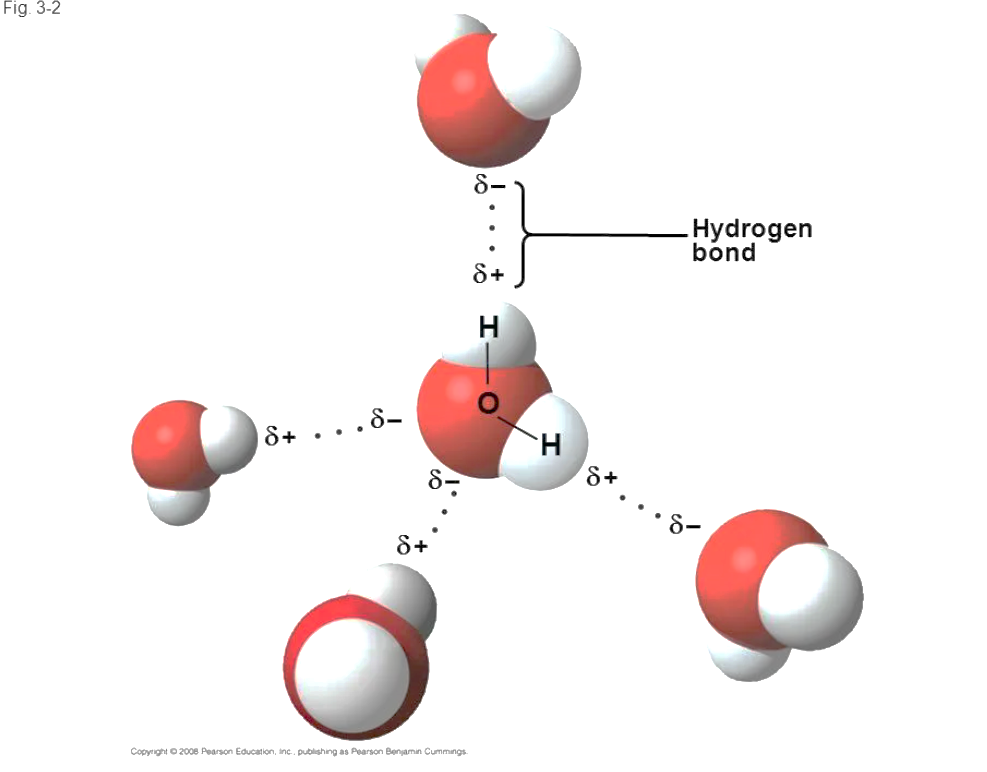 Fig. 3-2
δ–
δ+
Hydrogen
bond
H
O
H
δ–
δ+
δ–
δ+
δ+
δ–
Copyright © 2008 Pearson Education, Inc., publishing as Pearson Benjamin Cummings.